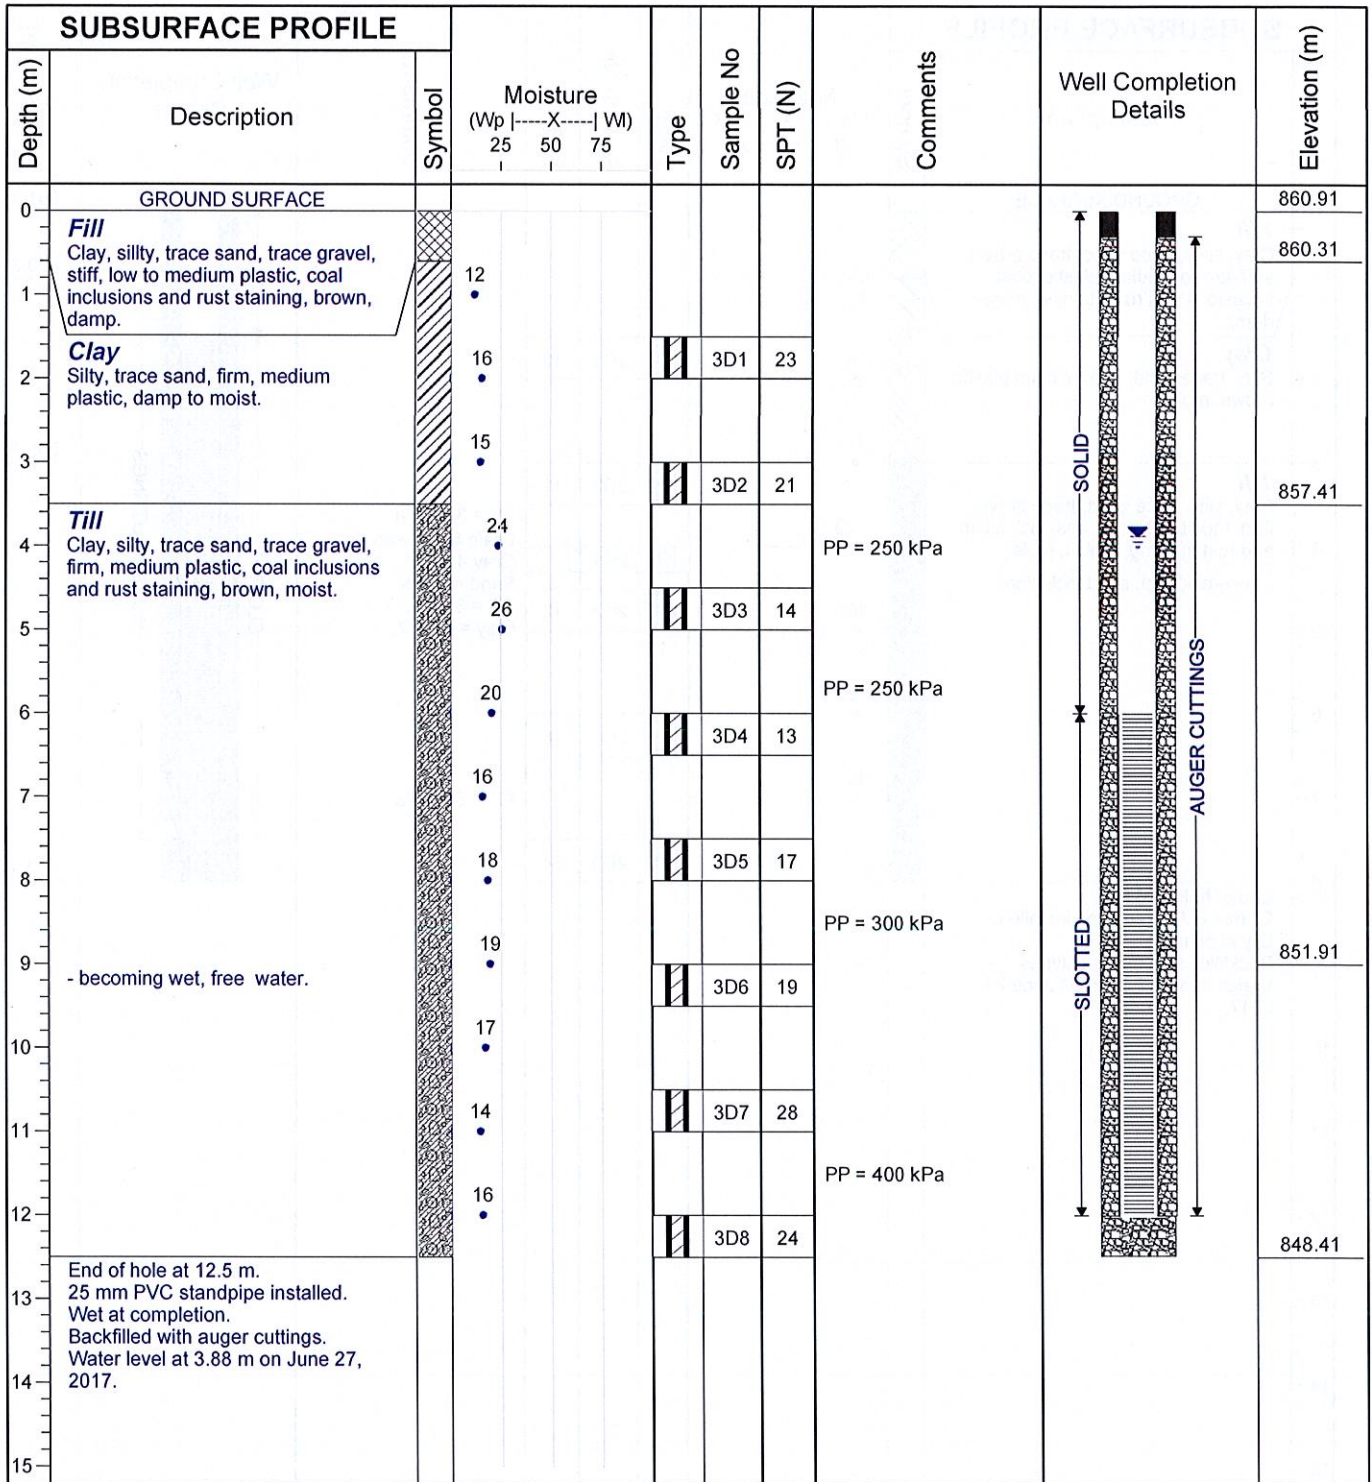 SUBSURFACE PROFILE
Depth (m)
Description
Symbol
Moisture
(Wp |-----X-----| Wl)
25 50 75
Type
Sample No
SPT (N)
Comments
Well Completion
Details
Elevation (m)
GROUND SURFACE
860.91
0
Fill
Clay, sillty, trace sand, trace gravel,
stiff, low to medium plastic, coal
inclusions and rust staining, brown,
damp.
860.31
12
1
Clay
Silty, trace sand, firm, medium
plastic, damp to moist.
16
3D1 23
2
15
3
3D2 21
SOLID
857.41
Till
Clay, silty, trace sand, trace gravel,
firm, medium plastic, coal inclusions
and rust staining, brown, moist.
24
4
PP = 250 kPa
26
3D3 14
5
AUGER CUTTINGS
20
PP = 250 kPa
6
3D4 13
16
7
18
3D5 17
8
PP = 300 kPa
19
SLOTTED
851.91
9
- becoming wet, free water.
3D6 19
17
10
14
3D7 28
11
PP = 400 kPa
16
12
3D8 24
848.41
End of hole at 12.5 m.
25 mm PVC standpipe installed.
Wet at completion.
Backfilled with auger cuttings.
Water level at 3.88 m on June 27,
2017.
13
14
15